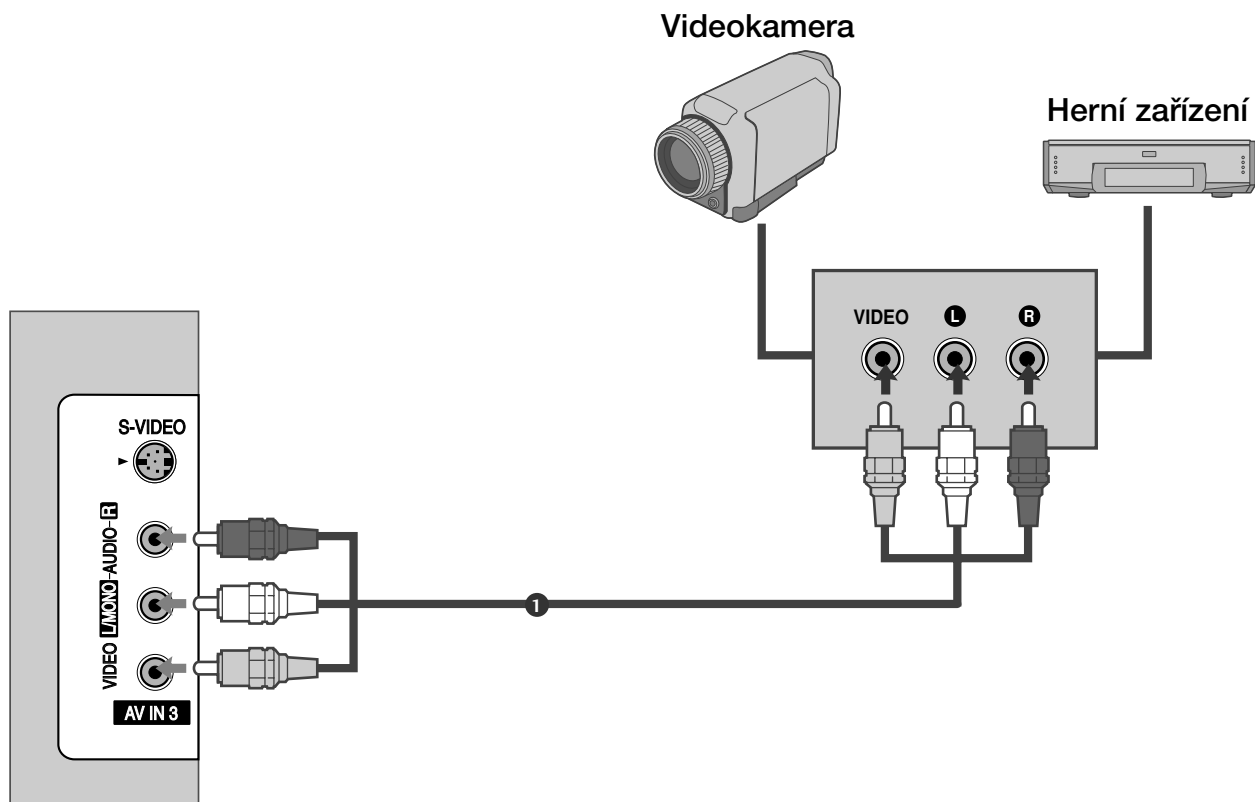 Videokamera
Herní zařízení
VIDEO L R
S-VIDEO
VIDEO L/MONO-AUDIO-R
1
AV IN 3